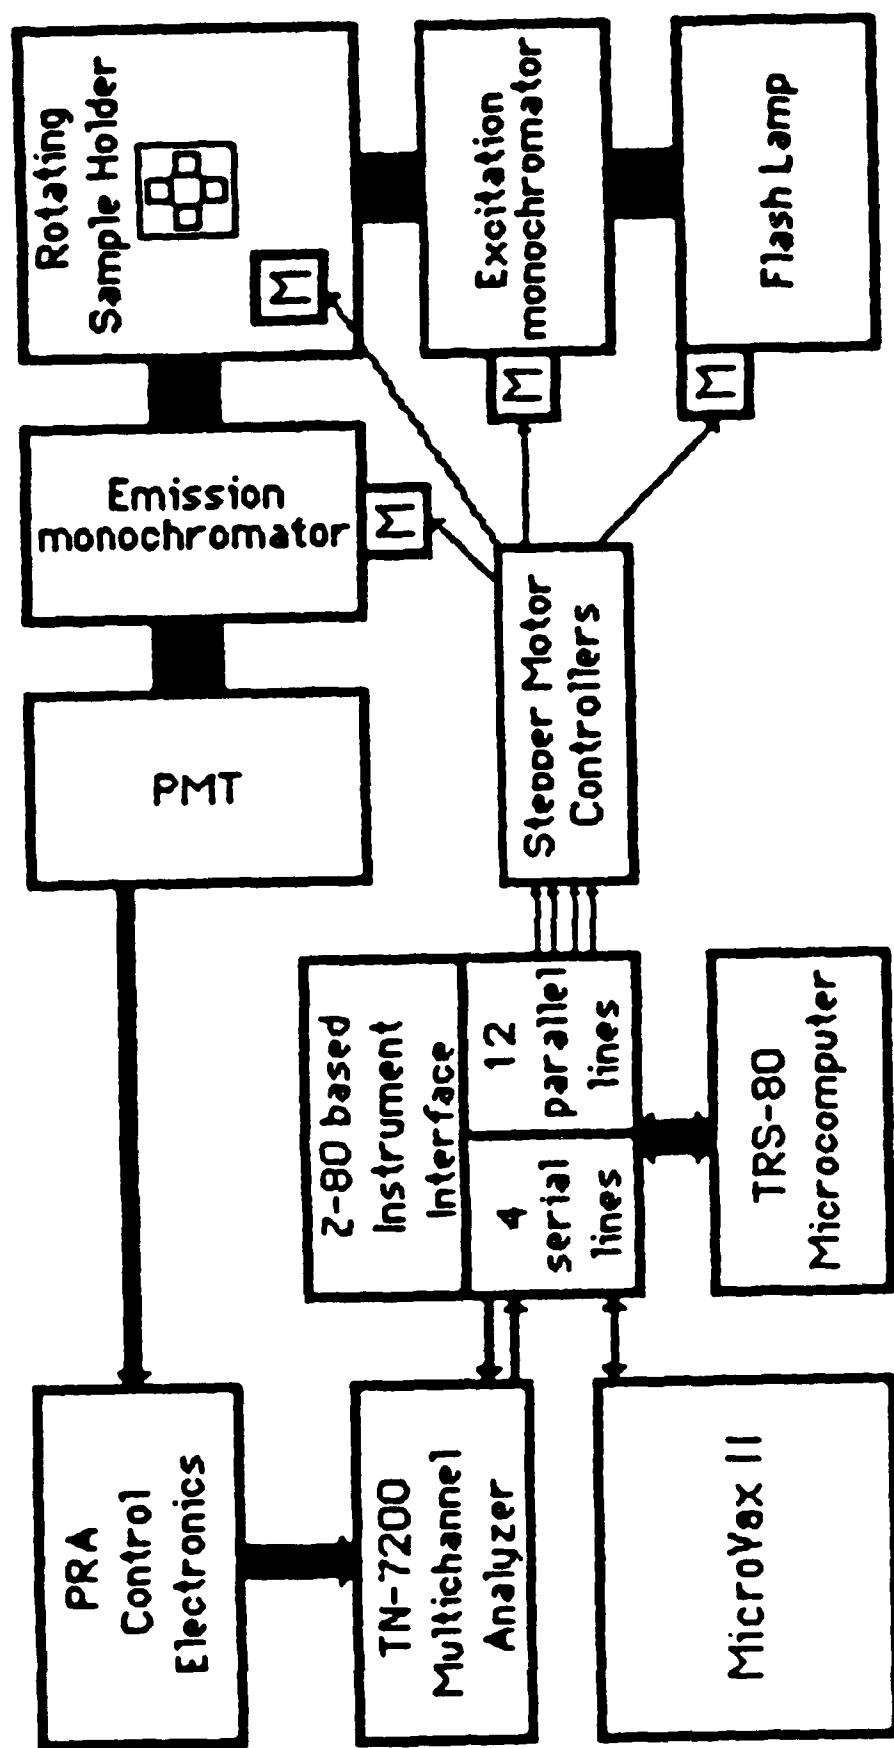 Rotating
Sample Holder
M
Excitation
monochromator
M
Flash Lamp
M
Emission
monochromator
M
PMT
Stepper Motor
Controllers
Z-80 based
Instrument
Interface
12
parallel
lines
4
serial
lines
TRS-80
Microcomputer
PRA
Control
Electronics
TN-7200
Multichannel
Analyzer
MicroVax II